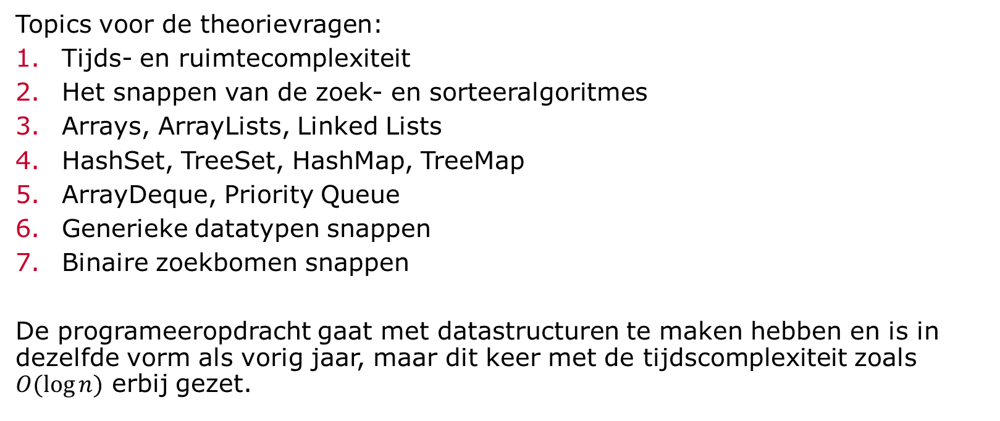 Topics voor de theorievragen:
1. Tijds- en ruimtecomplexiteit
2. Het snappen van de zoek- en sorteeralgoritmes
3. Arrays, ArrayLists, Linked Lists
4. HashSet, TreeSet, HashMap, TreeMap
5. ArrayDeque, Priority Queue
6. Generieke datatypen snappen
7. Binaire zoekbomen snappen
De programeeropdracht gaat met datastructuren te maken hebben en is in
dezelfde vorm als vorig jaar, maar dit keer met de tijdscomplexiteit zoals
O(log n) erbij gezet.